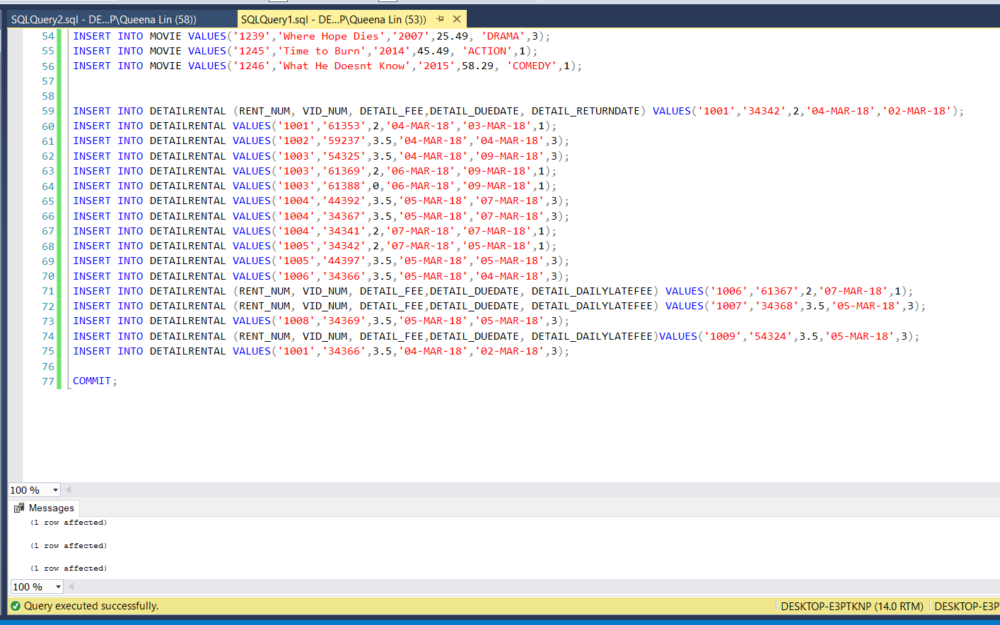 SQLQuery2.sql - DE...P\Queena Lin (58))
SQLQuery1.sql - DE...P\Queena Lin (53))
54 INSERT INTO MOVIE VALUES('1239','Where Hope Dies','2007',25.49, 'DRAMA',3);
55 INSERT INTO MOVIE VALUES('1245','Time to Burn','2014',45.49, 'ACTION',1);
56 INSERT INTO MOVIE VALUES('1246','What He Doesnt Know','2015',58.29, 'COMEDY',1);
57
58
59 INSERT INTO DETAILRENTAL (RENT_NUM, VID_NUM, DETAIL_FEE,DETAIL_DUEDATE, DETAIL_RETURNDATE) VALUES('1001','34342',2,'04-MAR-18','02-MAR-18');
60 INSERT INTO DETAILRENTAL VALUES('1001','61353',2,'04-MAR-18','03-MAR-18',1);
61 INSERT INTO DETAILRENTAL VALUES('1002','59237',3.5,'04-MAR-18','04-MAR-18',3);
62 INSERT INTO DETAILRENTAL VALUES('1003','54325',3.5,'04-MAR-18','09-MAR-18',3);
63 INSERT INTO DETAILRENTAL VALUES('1003','61369',2,'06-MAR-18','09-MAR-18',1);
64 INSERT INTO DETAILRENTAL VALUES('1003','61388',0,'06-MAR-18','09-MAR-18',1);
65 INSERT INTO DETAILRENTAL VALUES('1004','44392',3.5,'05-MAR-18','07-MAR-18',3);
66 INSERT INTO DETAILRENTAL VALUES('1004','34367',3.5,'05-MAR-18','07-MAR-18',3);
67 INSERT INTO DETAILRENTAL VALUES('1004','34341',2,'07-MAR-18','07-MAR-18',1);
68 INSERT INTO DETAILRENTAL VALUES('1005','34342',2,'07-MAR-18','05-MAR-18',1);
69 INSERT INTO DETAILRENTAL VALUES('1005','44397',3.5,'05-MAR-18','05-MAR-18',3);
70 INSERT INTO DETAILRENTAL VALUES('1006','34366',3.5,'05-MAR-18','04-MAR-18',3);
71 INSERT INTO DETAILRENTAL (RENT_NUM, VID_NUM, DETAIL_FEE,DETAIL_DUEDATE, DETAIL_DAILYLATEFEE) VALUES('1006','61367',2,'07-MAR-18',1);
72 INSERT INTO DETAILRENTAL (RENT_NUM, VID_NUM, DETAIL_FEE,DETAIL_DUEDATE, DETAIL_DAILYLATEFEE) VALUES('1007','34368',3.5,'05-MAR-18',3);
73 INSERT INTO DETAILRENTAL VALUES('1008','34369',3.5,'05-MAR-18','05-MAR-18',3);
74 INSERT INTO DETAILRENTAL (RENT_NUM, VID_NUM, DETAIL_FEE,DETAIL_DUEDATE, DETAIL_DAILYLATEFEE)VALUES('1009','54324',3.5,'05-MAR-18',3);
75 INSERT INTO DETAILRENTAL VALUES('1001','34366',3.5,'04-MAR-18','02-MAR-18',3);
76
77 COMMIT;
100 %
Messages
(1 row affected)
(1 row affected)
(1 row affected)
100 %
Query executed successfully.
DESKTOP-E3PTKNP (14.0 RTM)
DESKTOP-E3P